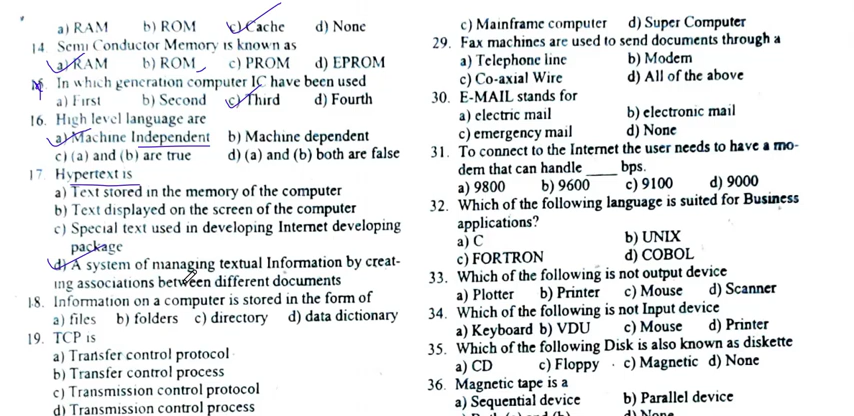 a) RAM b) ROM c) Cache d) None
14 Semi Conductor Memory is known as
a) RAM b) ROM c) PROM d) EPROM
In which generation computer IC have been used
a) First b) Second c) Third d) Fourth
16. High level language are
a) Machine Independent b) Machine dependent
c) (a) and (b) are true d) (a) and (b) both are false
17 Hypertext is
a) Text stored in the memory of the computer
b) Text displayed on the screen of the computer
c) Special text used in developing Internet developing
package
d) A system of managing textual Information by creat-
ing associations between different documents
18. Information on a computer is stored in the form of
a) files b) folders c) directory d) data dictionary
19. TCP is
a) Transfer control protocol
b) Transfer control process
c) Transmission control protocol
d) Transmission control process
c) Mainframe computer d) Super Computer
29. Fax machines are used to send documents through a
a) Telephone line b) Modem
c) Co-axial Wire d) All of the above
30. E-MAIL stands for
a) electric mail b) electronic mail
c) emergency mail d) None
31. To connect to the Internet the user needs to have a mo-
dem that can handle ____ bps.
a) 9800 b) 9600 c) 9100 d) 9000
32. Which of the following language is suited for Business
applications?
a) C b) UNIX
c) FORTRON d) COBOL
33. Which of the following is not output device
a) Plotter b) Printer c) Mouse d) Scanner
34. Which of the following is not Input device
a) Keyboard b) VDU c) Mouse d) Printer
35. Which of the following Disk is also known as diskette
a) CD c) Floppy c) Magnetic d) None
36. Magnetic tape is a
a) Sequential device b) Parallel device
d) None